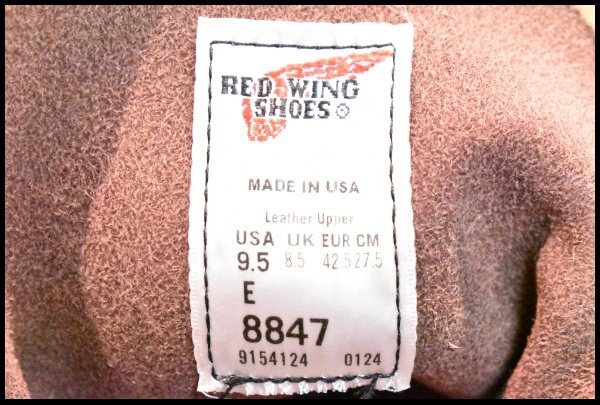 RED WING
SHOES ®
MADE IN USA
Leather Upper
USA UK EUR CM
9.5 8.5 42.5 27.5
E
8847
9154124 0124